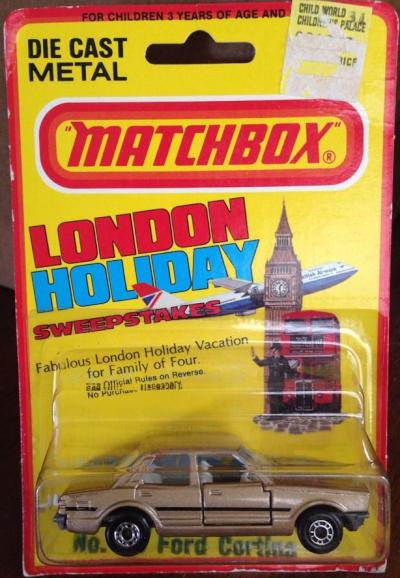 FOR CHILDREN 3 YEARS OF AGE AND
CHILD WORLD
CHILDREN'S PALACE
DIE CAST
METAL
"MATCHBOX"®
LONDON
HOLIDAY
British Airways
SWEEPSTAKES
Fabulous London Holiday Vacation
for Family of Four.
See Official Rules on Reverse.
No Purchase Necessary.
No. Ford Cortina